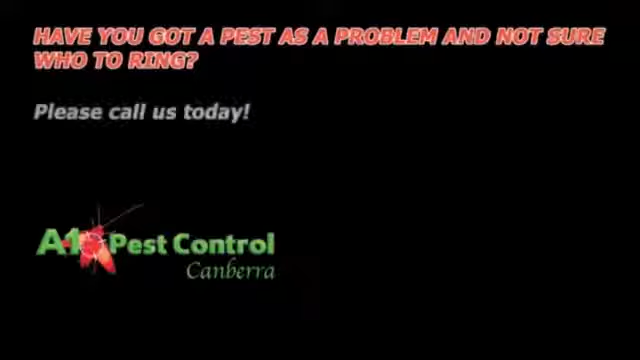 HAVE YOU GOT A PEST AS A PROBLEM AND NOT SURE
WHO TO RING?
Please call us today!
A-1 Pest Control
Canberra